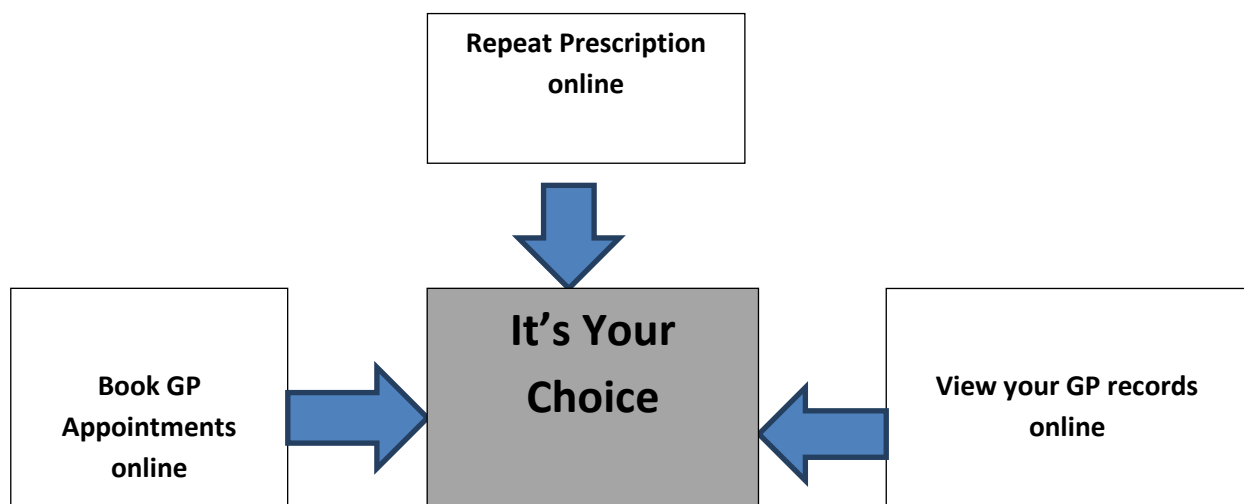 Repeat Prescription
online
It’s Your
Choice
Book GP
Appointments
online
View your GP records
online